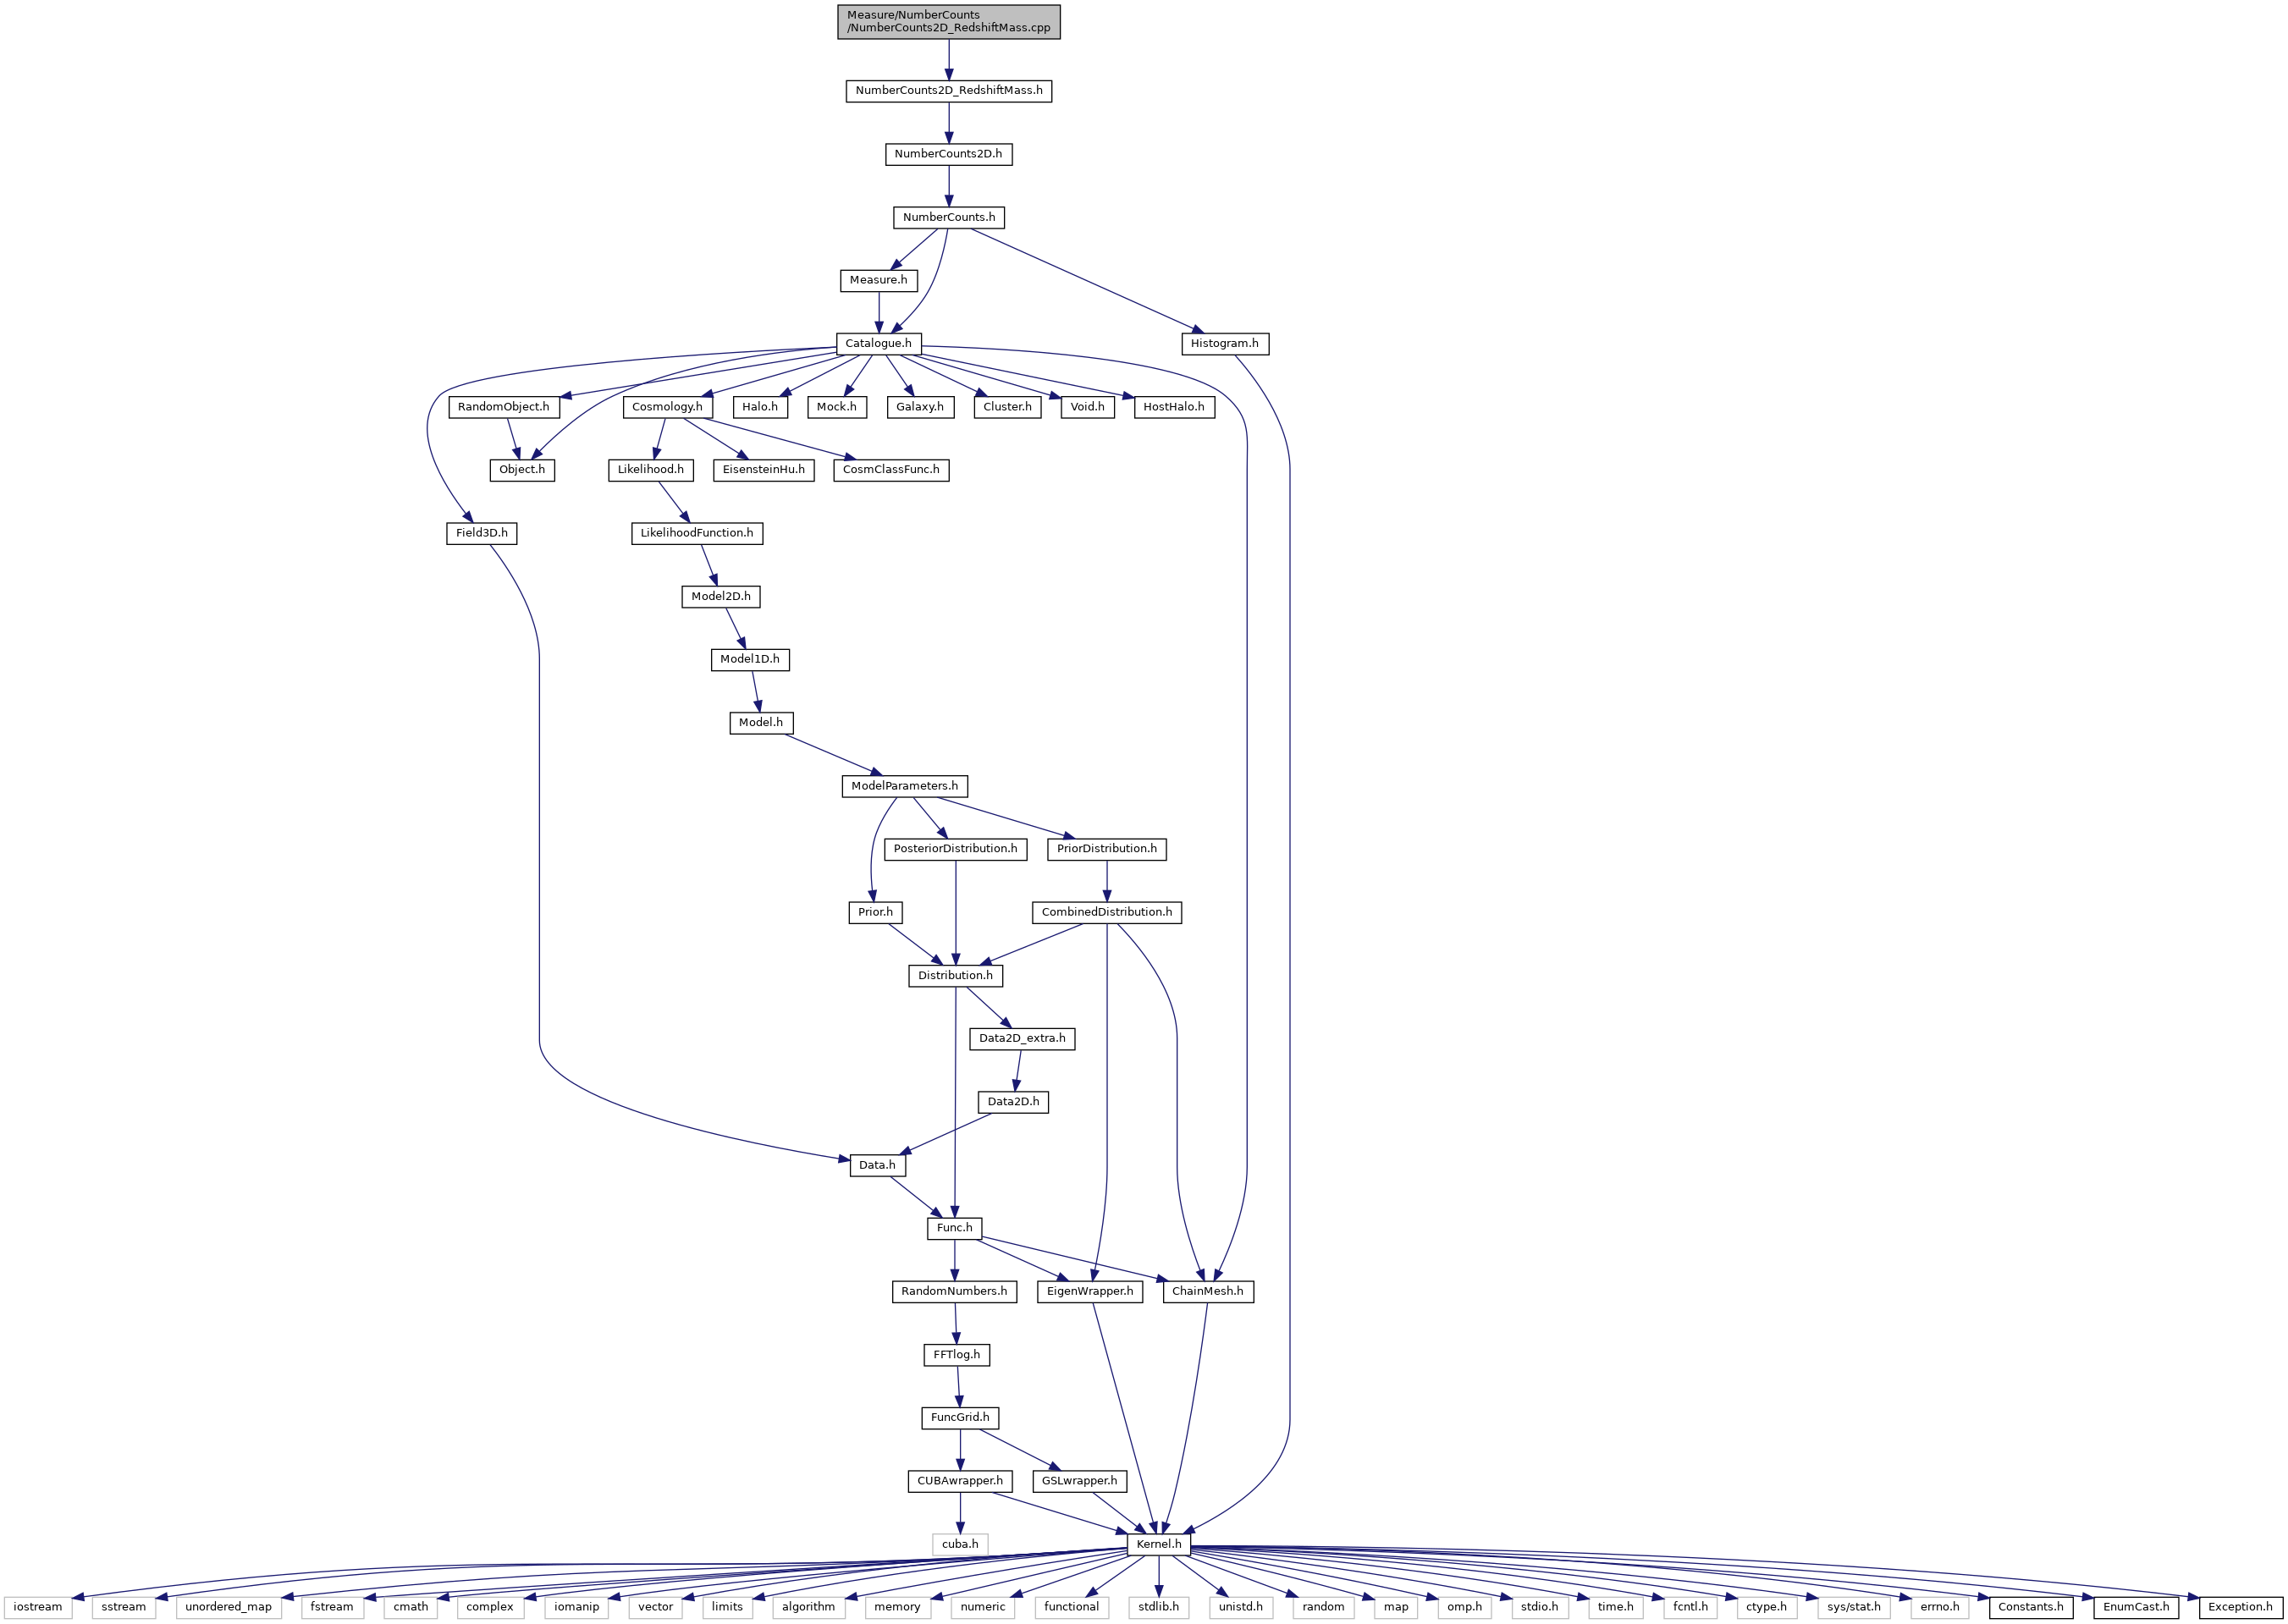 Measure/NumberCounts
/NumberCounts2D_RedshiftMass.cpp
NumberCounts2D_RedshiftMass.h
NumberCounts2D.h
NumberCounts.h
Measure.h
Catalogue.h
Histogram.h
RandomObject.h
Cosmology.h
Halo.h
Mock.h
Galaxy.h
Cluster.h
Void.h
HostHalo.h
Object.h
Likelihood.h
EisensteinHu.h
CosmClassFunc.h
Field3D.h
LikelihoodFunction.h
Model2D.h
Model1D.h
Model.h
ModelParameters.h
PosteriorDistribution.h
PriorDistribution.h
Prior.h
CombinedDistribution.h
Distribution.h
Data2D_extra.h
Data2D.h
Data.h
Func.h
RandomNumbers.h
EigenWrapper.h
ChainMesh.h
FFTlog.h
FuncGrid.h
CUBAwrapper.h
GSLwrapper.h
cuba.h
Kernel.h
iostream
sstream
unordered_map
fstream
cmath
complex
iomanip
vector
limits
algorithm
memory
numeric
functional
stdlib.h
unistd.h
random
map
omp.h
stdio.h
time.h
fcntl.h
ctype.h
sys/stat.h
errno.h
Constants.h
EnumCast.h
Exception.h